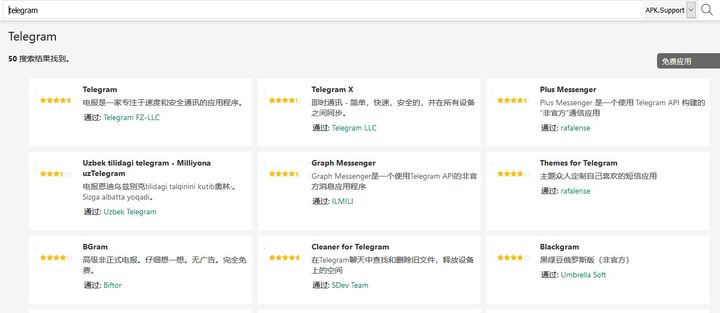 telegram
APK.Support
Telegram
50 搜索结果找到。
免费应用
Telegram
电报是一家专注于速度和安全通讯的应用程序。
通过: Telegram FZ-LLC
Telegram X
即时通讯 - 简单，快速，安全的，并在所有设备
之间同步。
通过: Telegram LLC
Plus Messenger
Plus Messenger 是一个使用 Telegram API 构建的
“非官方”通信应用
通过: rafalense
Uzbek tilidagi telegram - Milliyona
uzTelegram
电报恩迪乌兹别克tilidagi talqinini kutib奥林·。
Sizga albatta yoqadi。
通过: Uzbek Telegram
Graph Messenger
Graph Messenger是一个使用Telegram API的非官
方消息应用程序
通过: ILMILI
Themes for Telegram
主题众人定制自己喜欢的短信应用
通过: rafalense
BGram
高级非正式电报。仔细想一想。无广告。完全免
费。
通过: Biftor
Cleaner for Telegram
在Telegram聊天中查找和删除旧文件，释放设备
上的空间
通过: SDev Team
Blackgram
黑绿豆俄罗斯版（非官方）
通过: Umbrella Soft